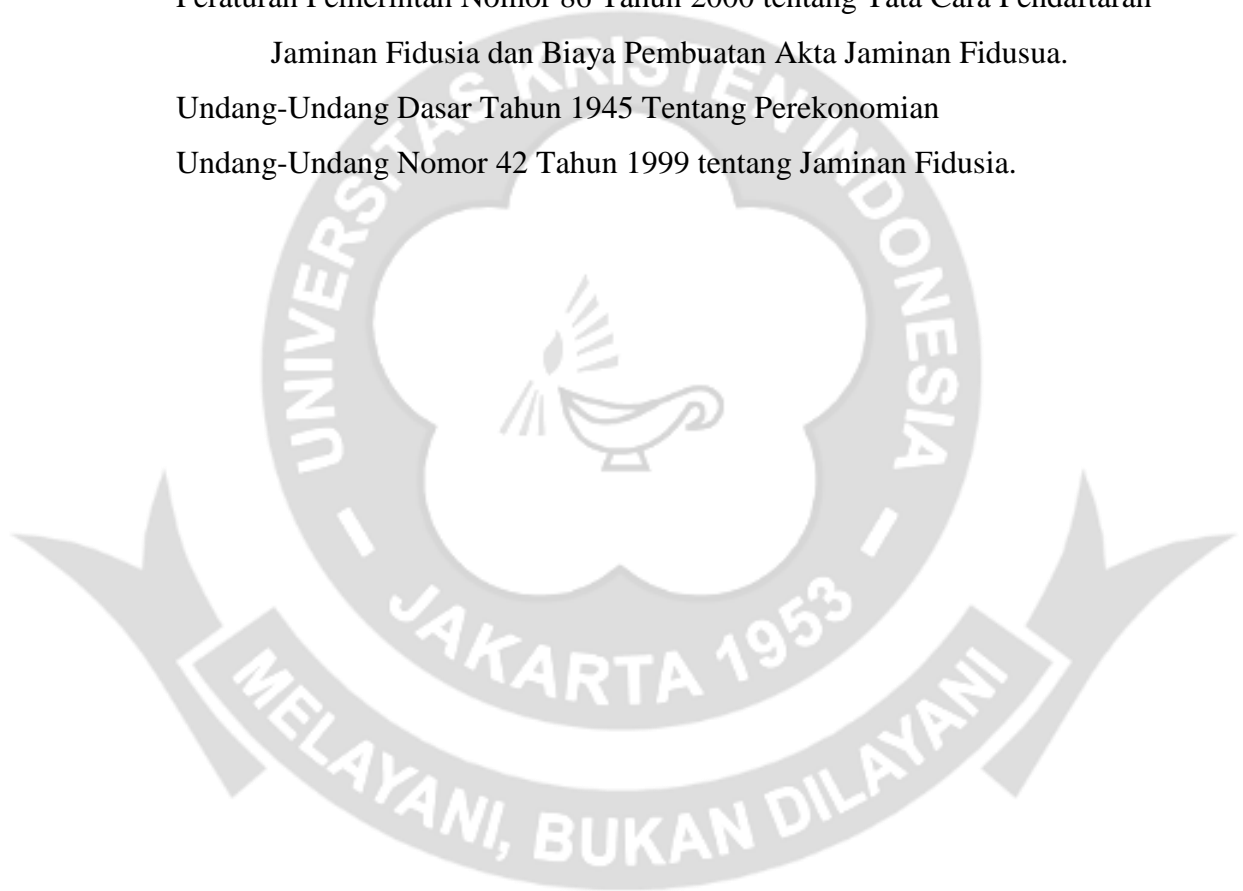 Peraturan Pemerintah Nomor 86 Tahun 2000 tentang Tata Cara Pendaftaran
Jaminan Fidusia dan Biaya Pembuatan Akta Jaminan Fidusua.
Undang-Undang Dasar Tahun 1945 Tentang Perekonomian
Undang-Undang Nomor 42 Tahun 1999 tentang Jaminan Fidusia.
UNIVERSITAS KRISTEN INDONESIA
JAKARTA 1953
MELAYANI, BUKAN DILAYANI